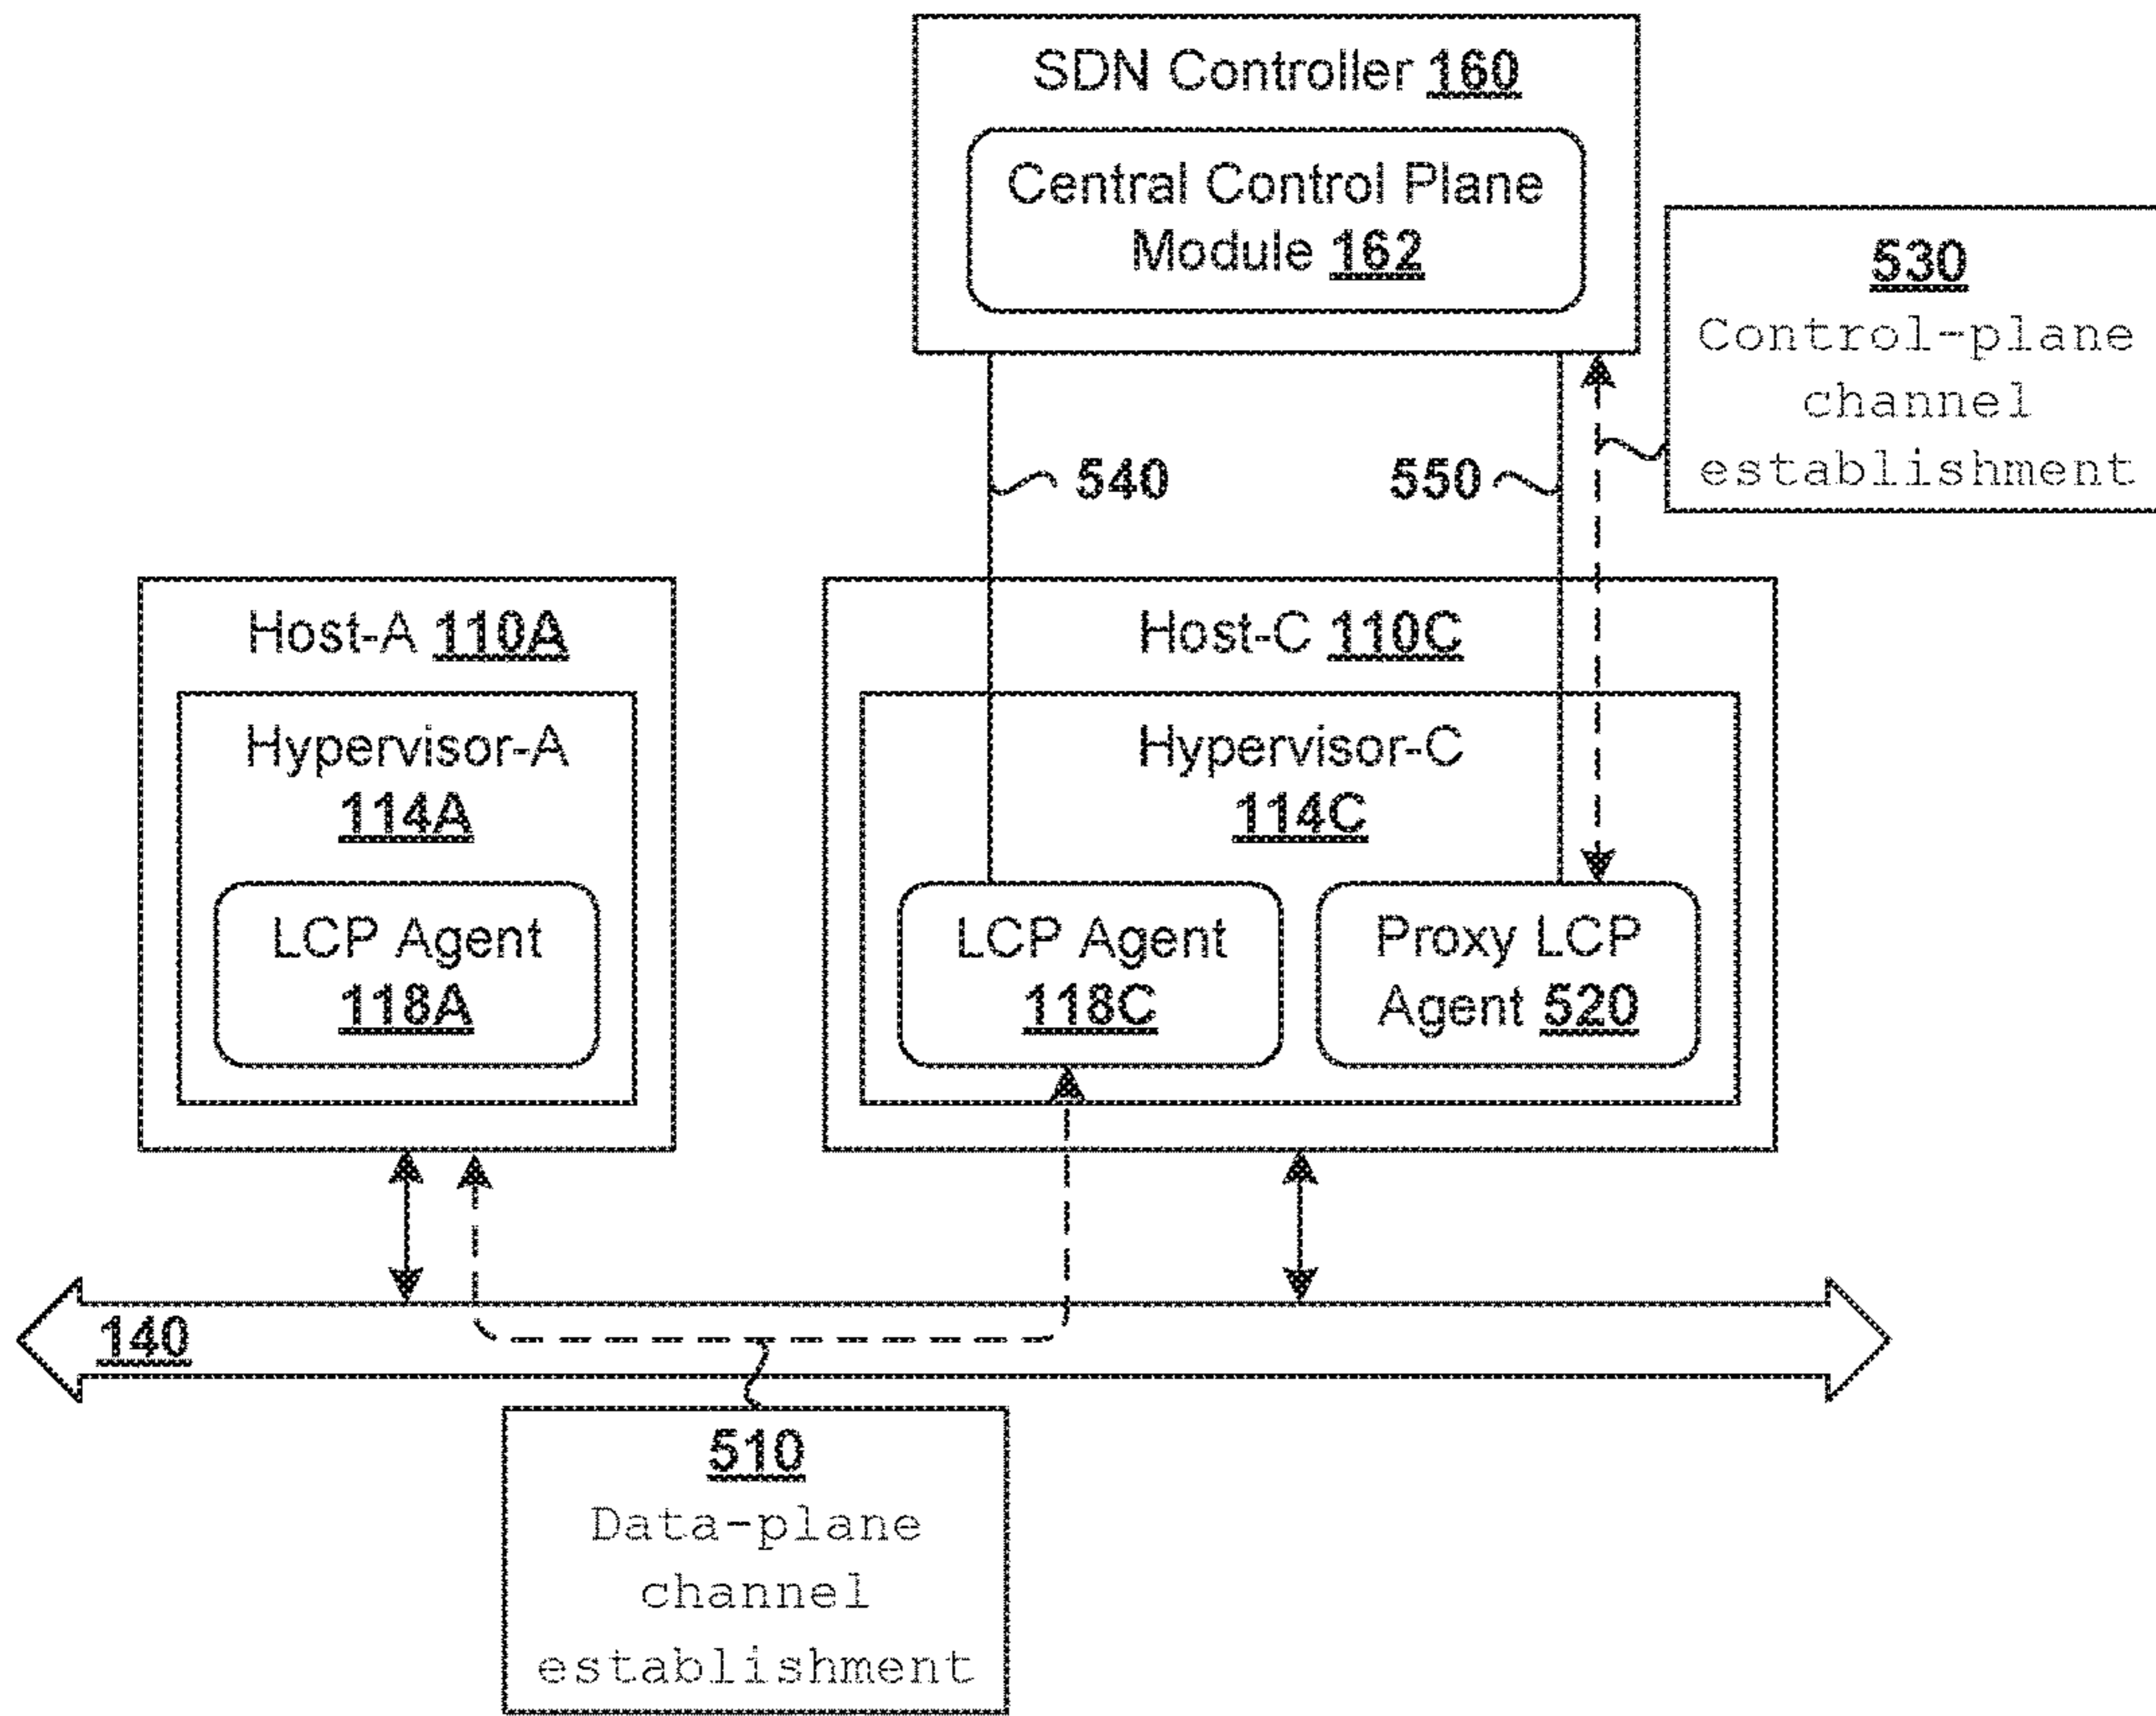 SDN Controller 160
Central Control Plane
Module 162
530
Control-plane
channel
establishment
540
550
Host-A 110A
Hypervisor-A
114A
LCP Agent
118A
Host-C 110C
Hypervisor-C
114C
LCP Agent
118C
Proxy LCP
Agent 520
140
510
Data-plane
channel
establishment